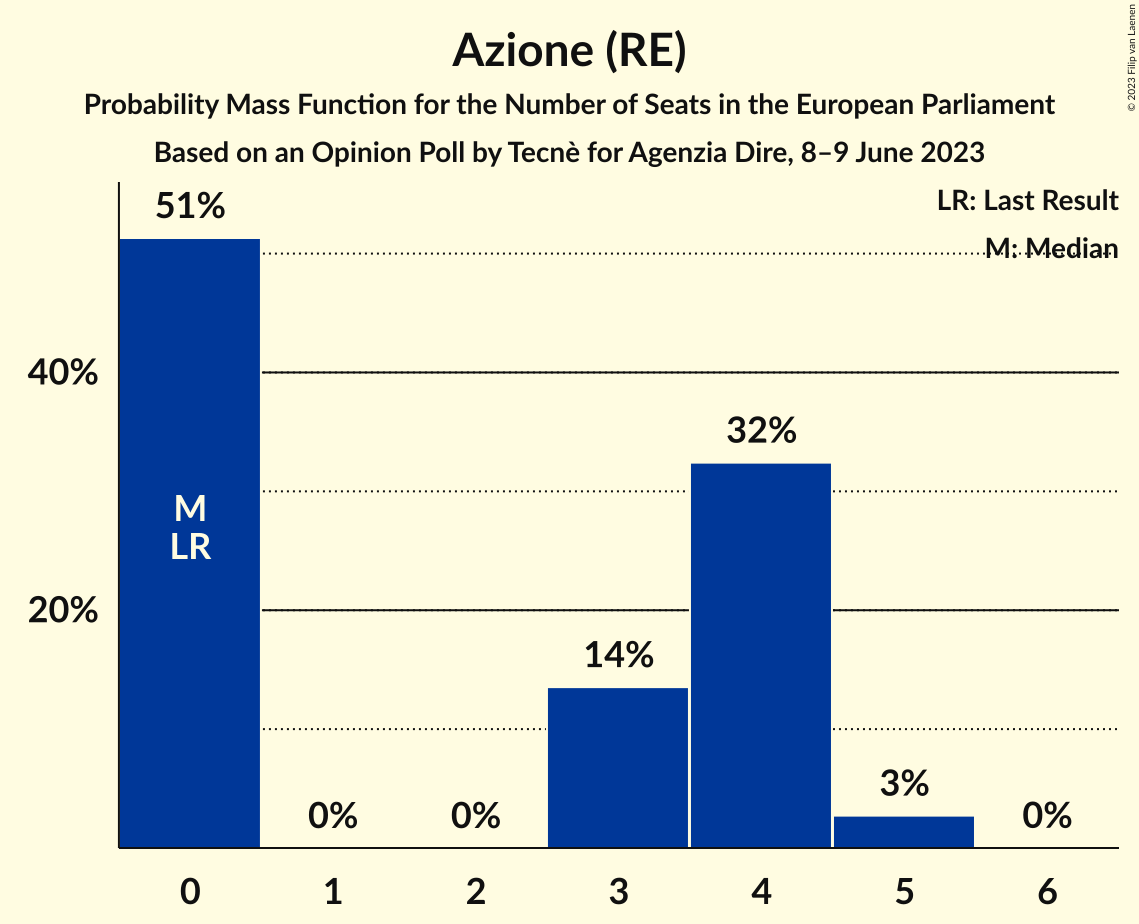 Azione (RE)
Probability Mass Function for the Number of Seats in the European Parliament
Based on an Opinion Poll by Tecnè for Agenzia Dire, 8–9 June 2023
© 2023 Filip van Laenen
LR: Last Result
M: Median
51%
40%
32%
M
LR
20%
14%
3%
0%
0%
0%
0
1
2
3
4
5
6